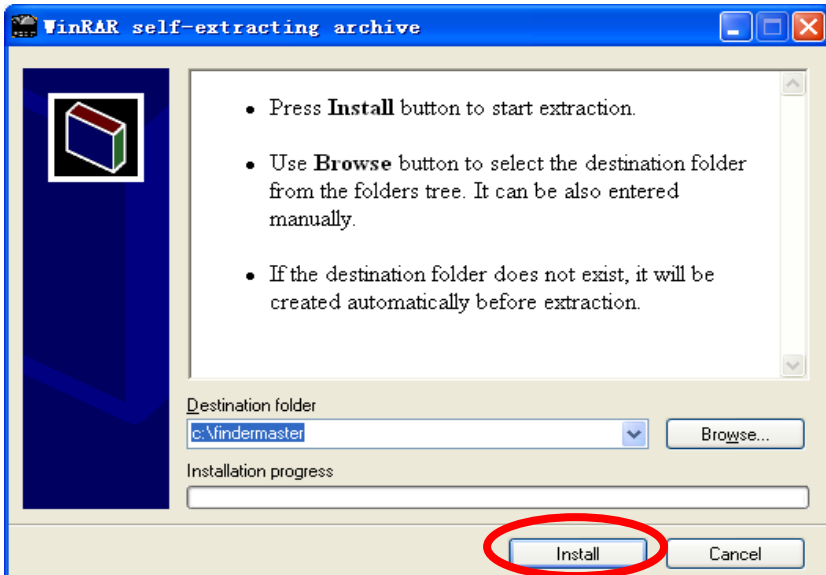 WinRAR self-extracting archive
• Press Install button to start extraction.
• Use Browse button to select the destination folder
from the folders tree. It can be also entered
manually.
• If the destination folder does not exist, it will be
created automatically before extraction.
Destination folder
c:\findermaster
Browse...
Installation progress
Install
Cancel